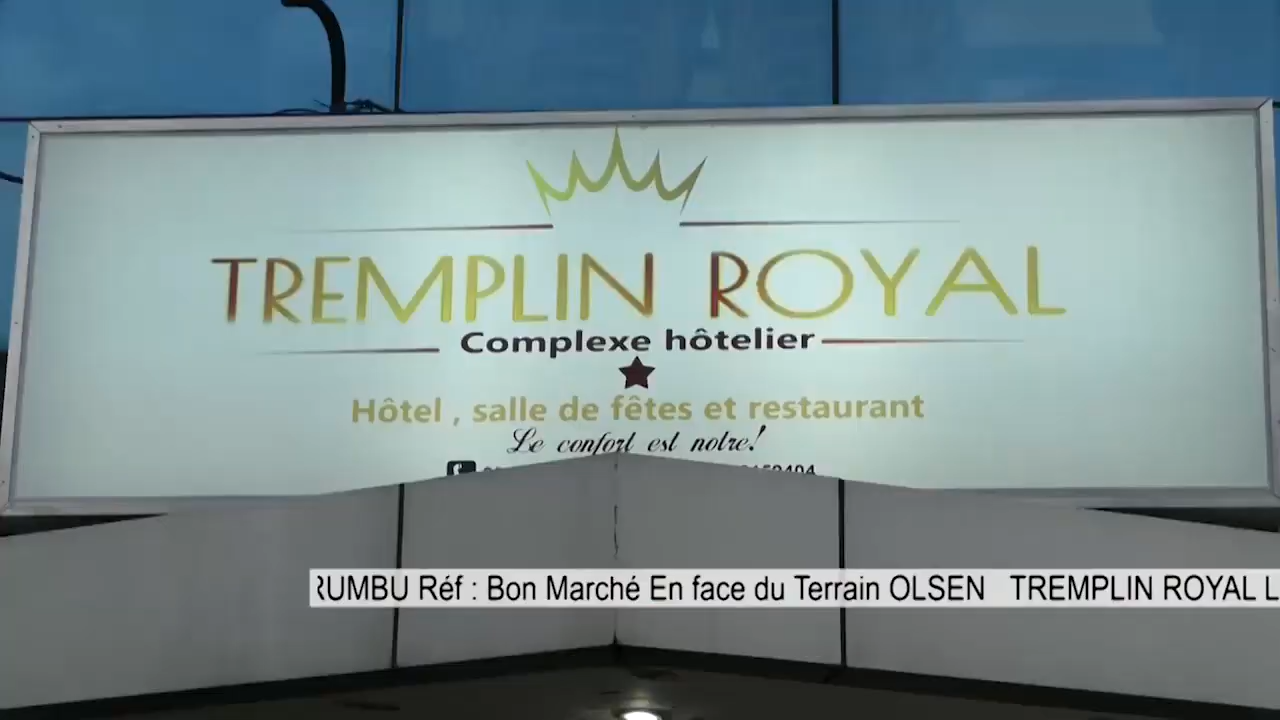 TREMPLIN ROYAL
Complexe hôtelier
Hôtel , salle de fêtes et restaurant
Le confort est notre!
RUMBU Réf : Bon Marché En face du Terrain OLSEN TREMPLIN ROYAL L